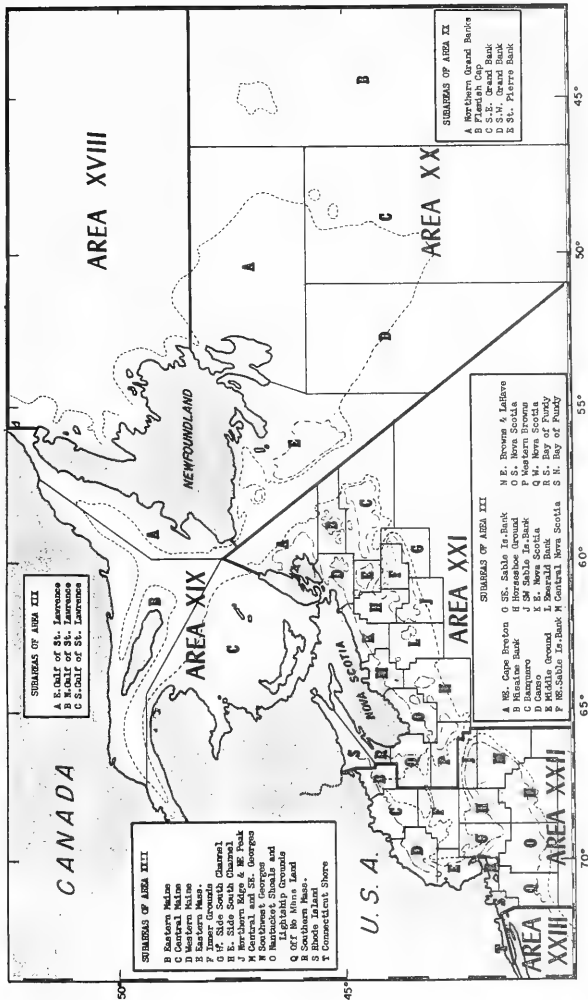 SUBAREAS OF AREA XIX
A E.Gulf of St. Lawrence
B N.Gulf of St. Lawrence
C S.Gulf of St. Lawrence
SUBAREAS OF AREA XX
A Northern Grand Banks
B Flemish Cap
C S.E. Grand Bank
D S.W. Grand Bank
E St. Pierre Bank
SUBAREAS OF AREA XXI
A NE. Cape Breton
B Misaine Bank
C Banquero
D Canso
E Middle Ground
F NE.Sable Is.Bank
G SE. Sable Is.Bank
H Horseshoe Ground
J SW Sable Is.Bank
K E. Nova Scotia
L Emerald Bank
M Central Nova Scotia
N E. Browns & LaHave
O S. Nova Scotia
P Western Browns
Q W. Nova Scotia
R S. Bay of Fundy
S N. Bay of Fundy
SUBAREAS OF AREA XXII
B Eastern Maine
C Central Maine
D Western Maine
E Eastern Mass.
F Inner Grounds
G W. Side South Channel
H E. Side South Channel
J Northern Edge & NE Peak
M Central and SE. Georges
N Southwest Georges
O Nantucket Shoals and
Lightship Grounds
Q Off No Mans Land
R Southern Mass.
S Rhode Island
T Connecticut Shore
CANADA
U.S.A.
NEWFOUNDLAND
NOVA SCOTIA
AREA XVIII
AREA XIX
AREA XX
AREA XXI
AREA XXII
AREA XXIII
A
B
C
A
B
C
D
E
A
B
C
D
E
F
G
H
J
K
L
M
N
O
P
Q
R
S
B
C
D
E
F
G
H
J
M
N
O
Q
50°
45°
70°
65°
60°
55°
50°
45°